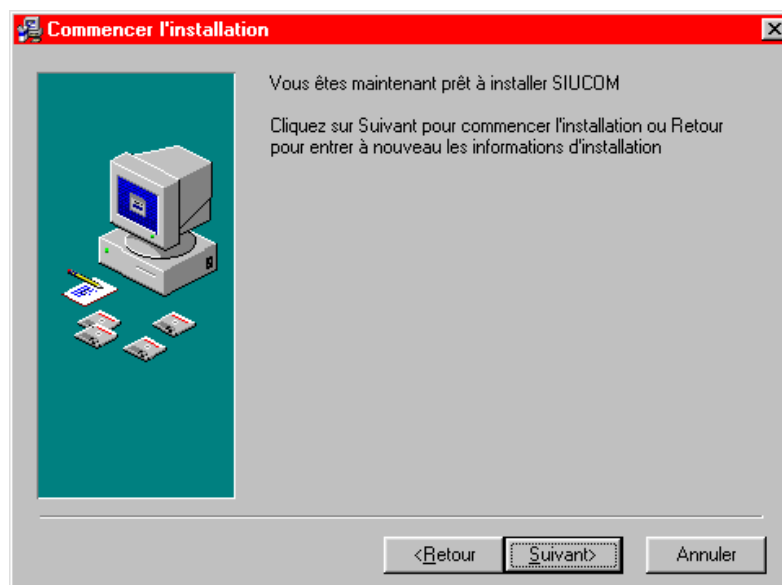 Commencer l'installation
Vous êtes maintenant prêt à installer SIUCOM
Cliquez sur Suivant pour commencer l'installation ou Retour
pour entrer à nouveau les informations d'installation
<Retour
Suivant>
Annuler